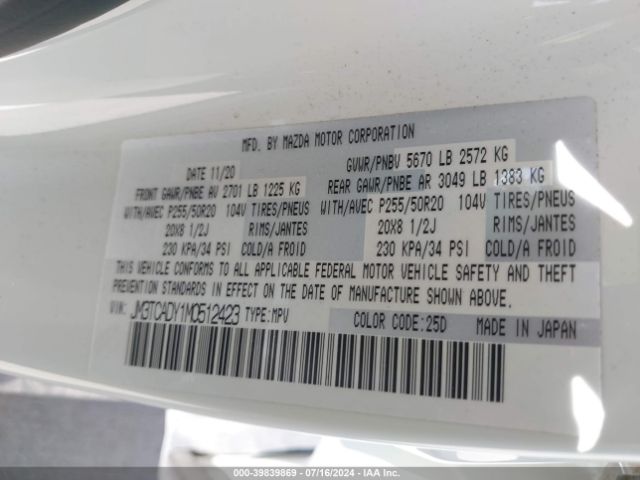 MFD. BY MAZDA MOTOR CORPORATION
DATE 11/20 GVWR/PNBV 5670 LB 2572 KG
FRONT GAWR/PNBE AV 2701 LB 1225 KG REAR GAWR/PNBE AR 3049 LB 1383 KG
WITH/AVEC P255/50R20 104V TIRES/PNEUS WITH/AVEC P255/50R20 104V TIRES/PNEUS
20X8 1/2J RIMS/JANTES 20X8 1/2J RIMS/JANTES
230 KPA/34 PSI COLD/A FROID 230 KPA/34 PSI COLD/A FROID
THIS VEHICLE CONFORMS TO ALL APPLICABLE FEDERAL MOTOR VEHICLE SAFETY AND THEFT
PREVENTION STANDARDS IN EFFECT ON THE DATE OF MANUFACTURE SHOWN ABOVE.
VIN: JM3TCADY1M0512423 TYPE:MPV COLOR CODE:25D MADE IN JAPAN
000-39839869 - 07/16/2024 - IAA Inc.